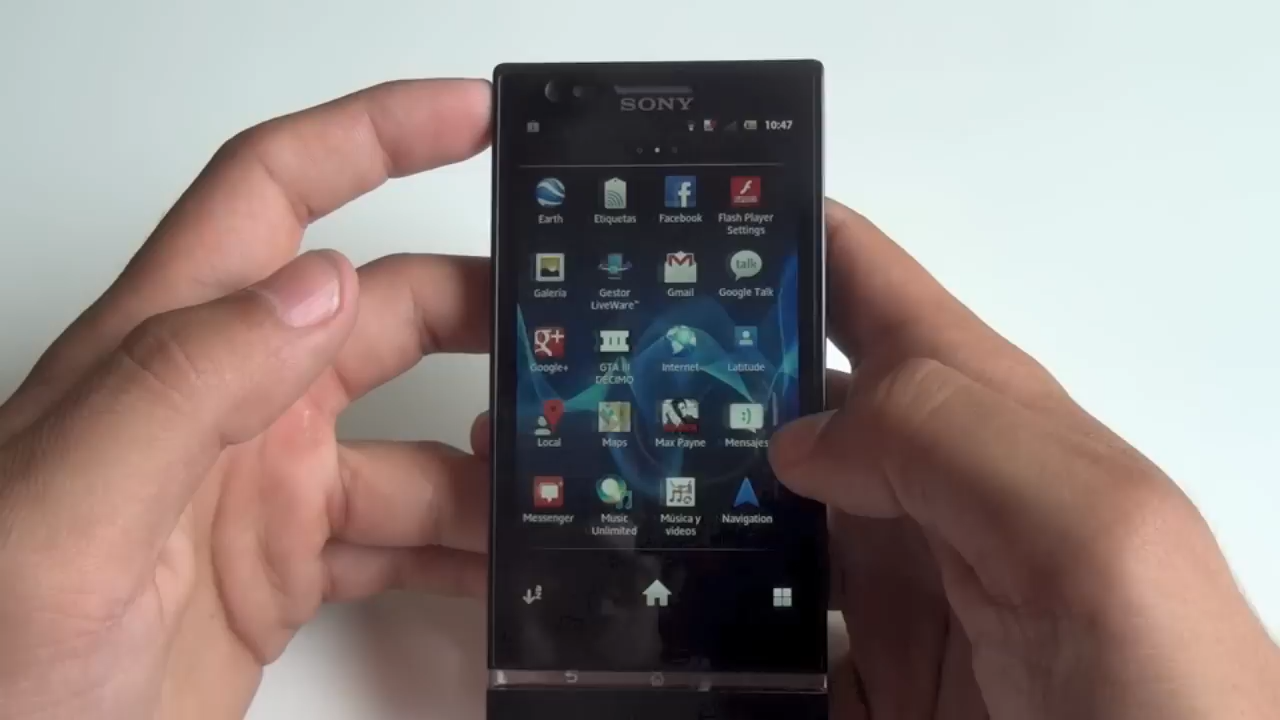 SONY
10:47
Earth Etiquetas Facebook Flash Player
Settings
talk
Galería Gestor Gmail Google Talk
LiveWare™
g+
Google+ GTA III Internet Latitude
DÉCIMO
:)
Local Maps Max Payne Mensajes
Messenger Music Música y Navigation
Unlimited vídeos